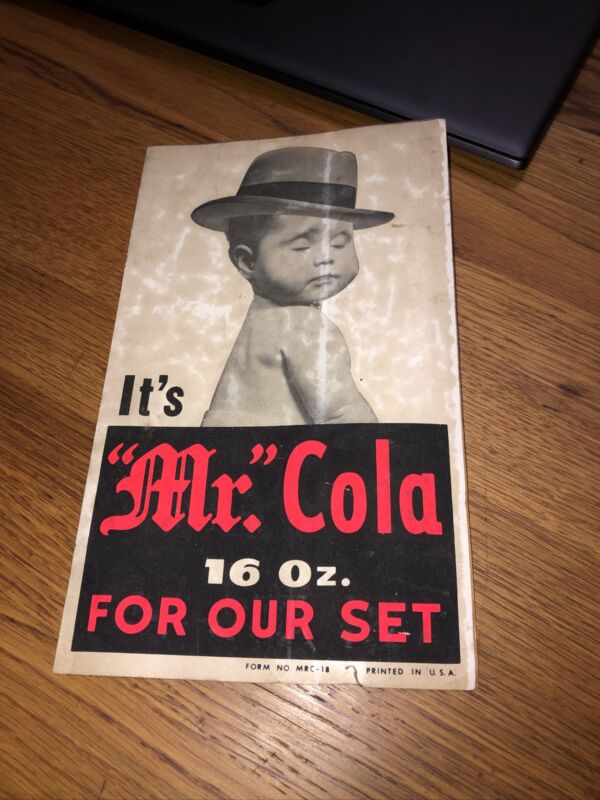 It's
"Mr." Cola
16 Oz.
FOR OUR SET
FORM NO. MRC-18 PRINTED IN U.S.A.